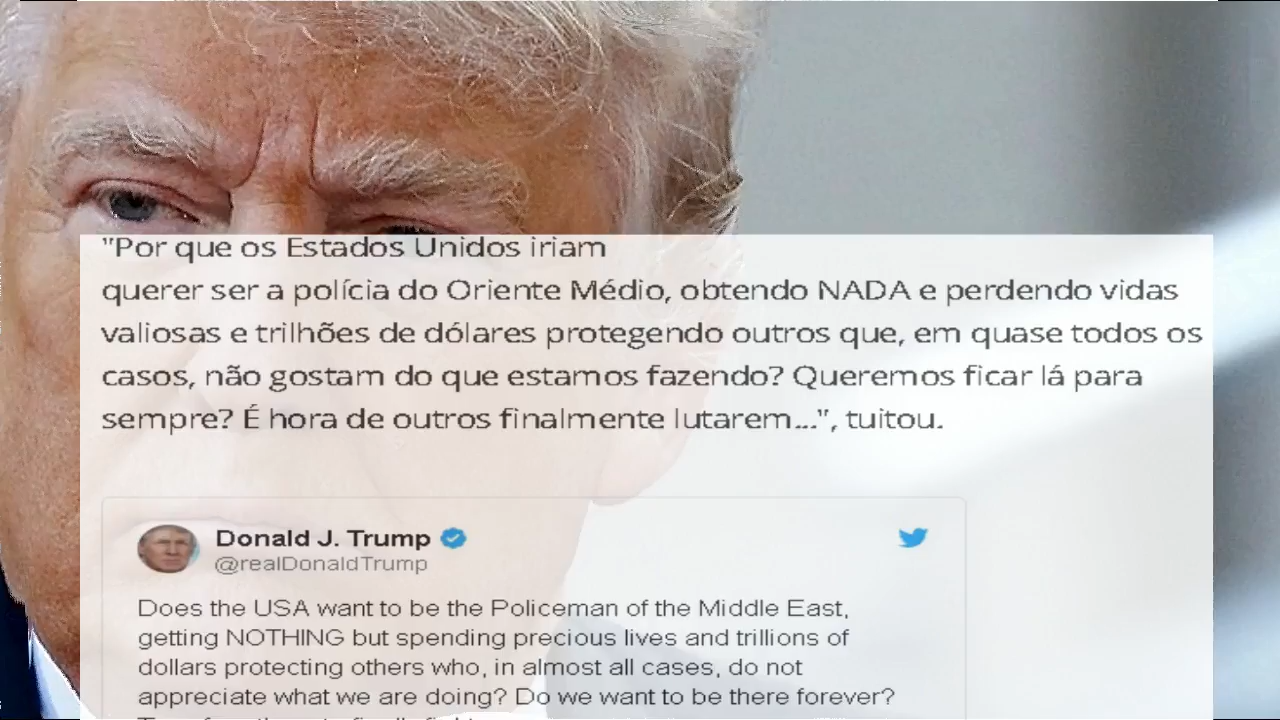 "Por que os Estados Unidos iriam
querer ser a polícia do Oriente Médio, obtendo NADA e perdendo vidas
valiosas e trilhões de dólares protegendo outros que, em quase todos os
casos, não gostam do que estamos fazendo? Queremos ficar lá para
sempre? É hora de outros finalmente lutarem...", tuitou.
Donald J. Trump
@realDonaldTrump
Does the USA want to be the Policeman of the Middle East,
getting NOTHING but spending precious lives and trillions of
dollars protecting others who, in almost all cases, do not
appreciate what we are doing? Do we want to be there forever?